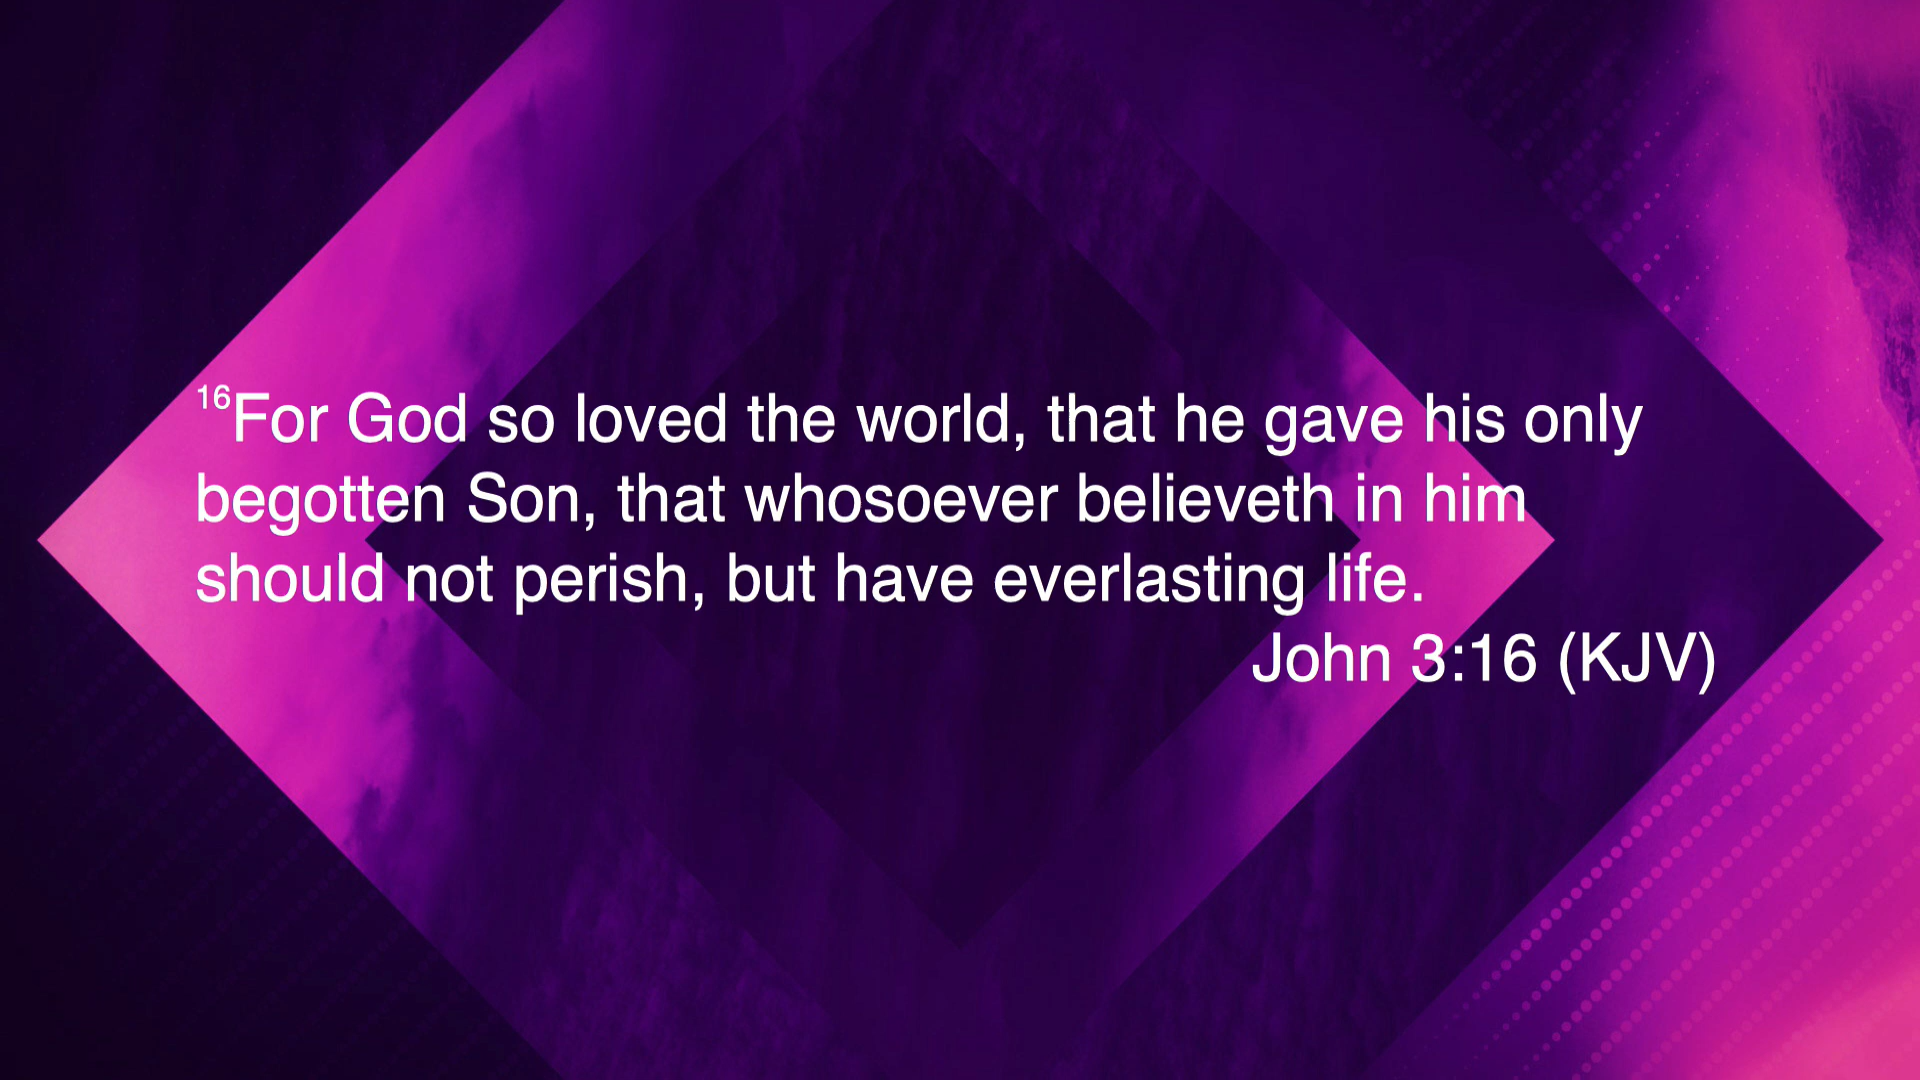 16For God so loved the world, that he gave his only
begotten Son, that whosoever believeth in him
should not perish, but have everlasting life.
John 3:16 (KJV)